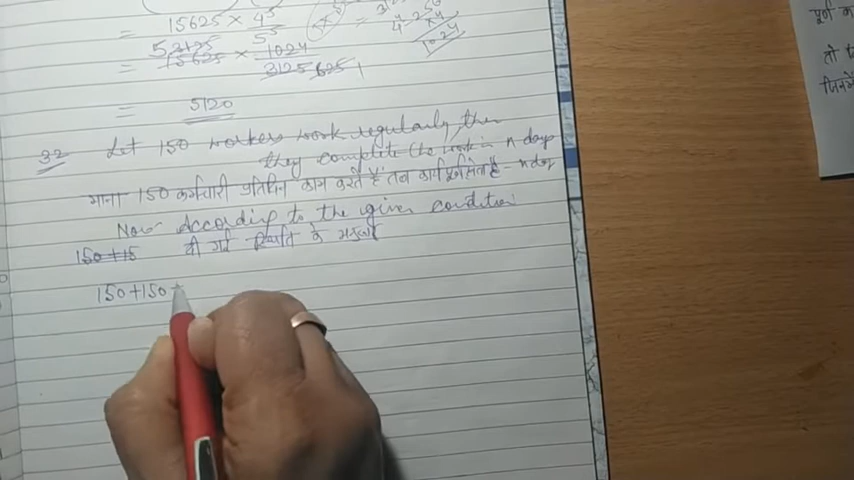 = 15625 × 4⁵/5⁵
= 15625 × 1024/3125
= 5120
32 Let 150 workers work regularly, then
they complete the work in n days
माना 150 कर्मचारी प्रतिदिन काम करते हैं तब कार्य होता है = n day
Now According to the given condition
150+15 दी गई स्थिति के
150+150
पूर्ण
तो